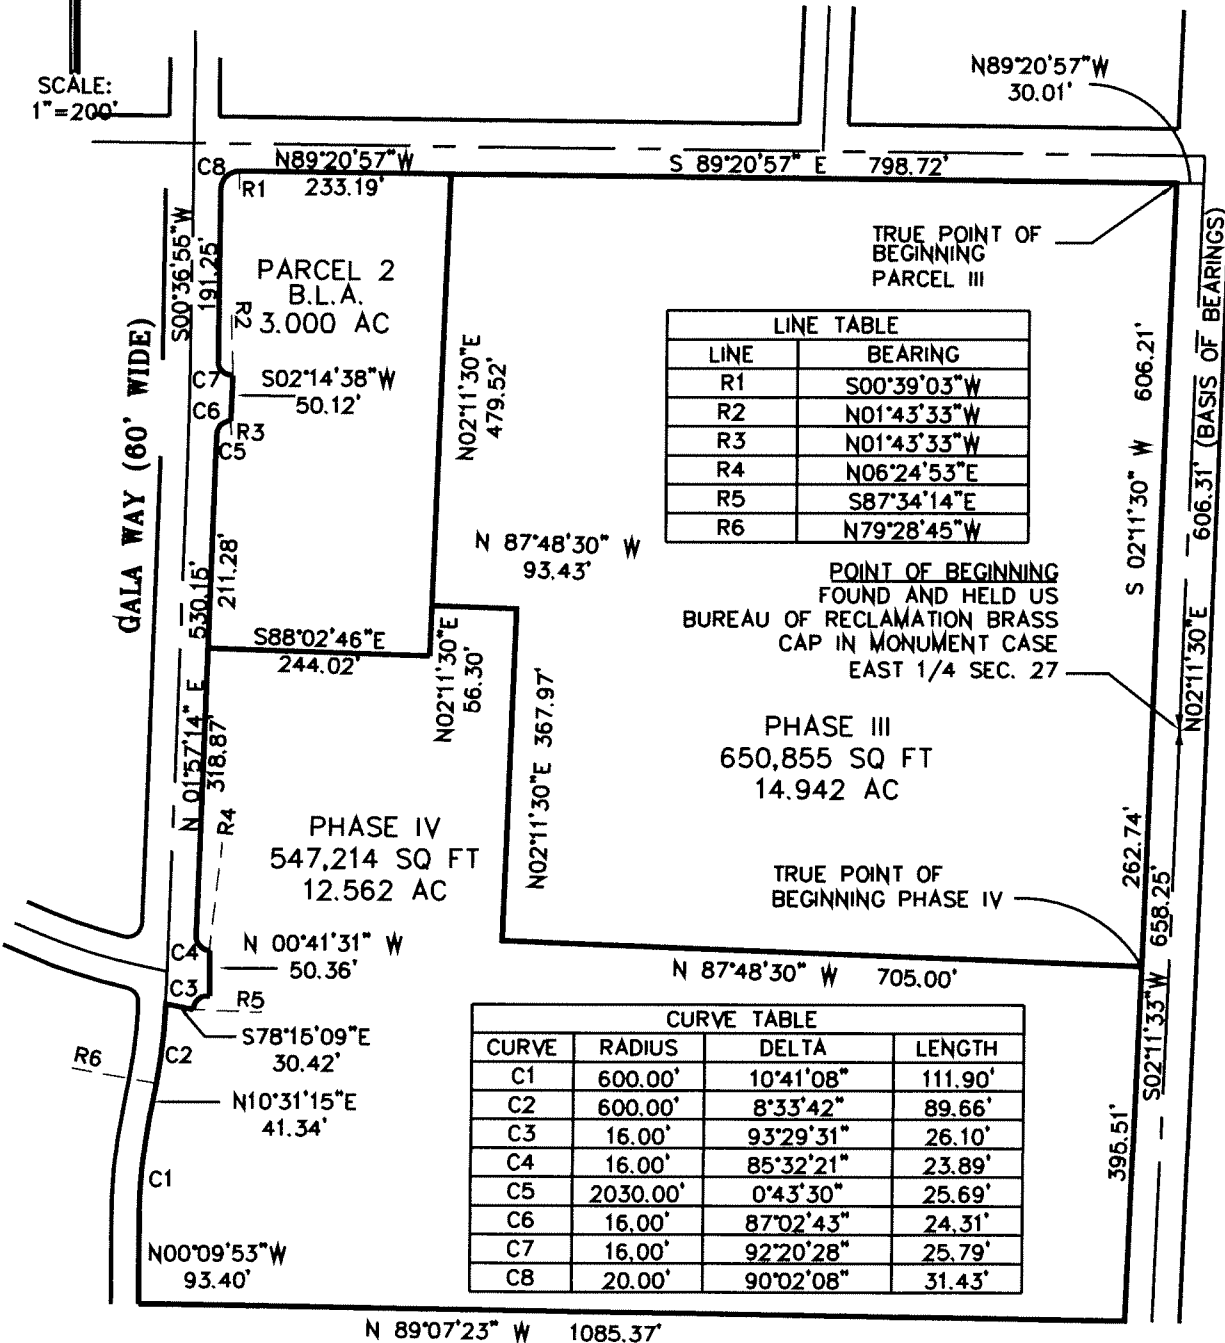 SCALE:
1"=200'
N89°20'57"W
30.01'
C8
N89°20'57"W
233.19'
R1
S 89°20'57" E 798.72'
S00°36'55"W
191.25'
R2
PARCEL 2
B.L.A.
3.000 AC
TRUE POINT OF
BEGINNING
PARCEL III
GALA WAY (60' WIDE)
C7
C6
S02°14'38"W
50.12'
R3
C5
N02°11'30"E
479.52'
LINE TABLE
LINE BEARING
R1 S00°39'03"W
R2 N01°43'33"W
R3 N01°43'33"W
R4 N06°24'53"E
R5 S87°34'14"E
R6 N79°28'45"W
S 02°11'30" W 606.21'
N02°11'30"E 606.31' (BASIS OF BEARINGS)
N 87°48'30" W
93.43'
POINT OF BEGINNING
FOUND AND HELD US
BUREAU OF RECLAMATION BRASS
CAP IN MONUMENT CASE
EAST 1/4 SEC. 27
N 01°57'14" E 530.15'
211.28'
S88°02'46"E
244.02'
N02°11'30"E
56.30'
318.87'
R4
N02°11'30"E 367.97'
PHASE III
650,855 SQ FT
14.942 AC
PHASE IV
547,214 SQ FT
12.562 AC
262.74'
TRUE POINT OF
BEGINNING PHASE IV
S02°11'33"W 658.25'
C4
N 00°41'31" W
50.36'
N 87°48'30" W 705.00'
C3
R5
S78°15'09"E
30.42'
R6
C2
N10°31'15"E
41.34'
C1
CURVE TABLE
CURVE RADIUS DELTA LENGTH
C1 600.00' 10°41'08" 111.90'
C2 600.00' 8°33'42" 89.66'
C3 16.00' 93°29'31" 26.10'
C4 16.00' 85°32'21" 23.89'
C5 2030.00' 0°43'30" 25.69'
C6 16.00' 87°02'43" 24.31'
C7 16.00' 92°20'28" 25.79'
C8 20.00' 90°02'08" 31.43'
395.51'
N00°09'53"W
93.40'
N 89°07'23" W 1085.37'